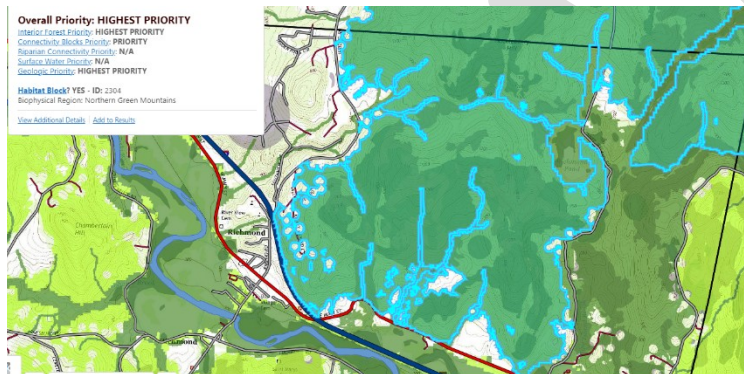 Overall Priority: HIGHEST PRIORITY
Interior Forest Priority: HIGHEST PRIORITY
Connectivity Blocks Priority: PRIORITY
Riparian Connectivity Priority: N/A
Surface Water Priority: N/A
Geologic Priority: HIGHEST PRIORITY
Habitat Block? YES - ID: 2304
Biophysical Region: Northern Green Mountains
View Additional Details Add to Results
Richmond